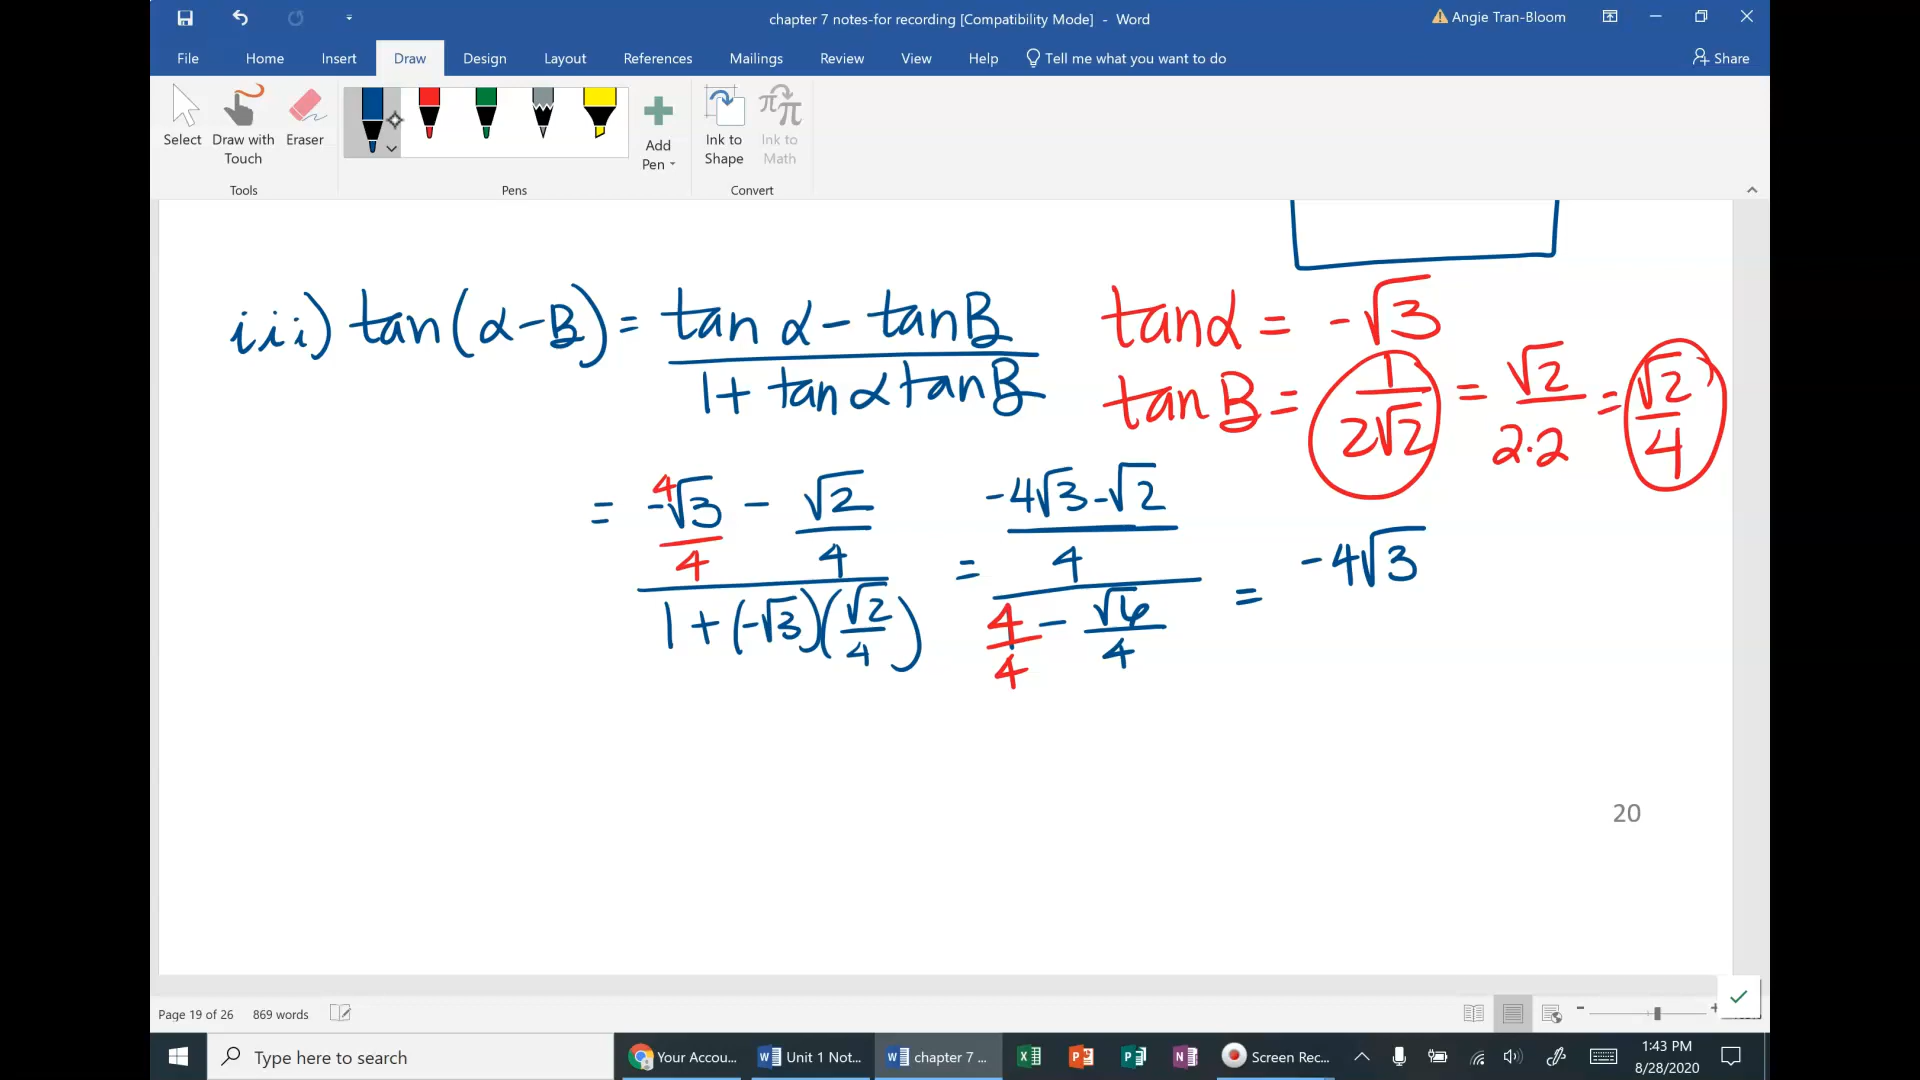 chapter 7 notes-for recording [Compatibility Mode] - Word
Angie Tran-Bloom
File Home Insert Draw Design Layout References Mailings Review View Help Tell me what you want to do Share
Select Draw with Touch Eraser Add Pen Ink to Shape Ink to Math
Tools Pens Convert
iii) tan(α-B) = (tan α - tan B)/(1 + tan α tan B)
tan α = -√3
tan B = 1/(2√2) = √2/(2·2) = √2/4
= (-4√3/4 - √2/4)/(1 + (-√3)(√2/4)) = ((-4√3 - √2)/4)/(4/4 - √6/4) = -4√3
20
Page 19 of 26 869 words
Type here to search Your Accou... Unit 1 Not... chapter 7 ... Screen Rec...
1:43 PM
8/28/2020